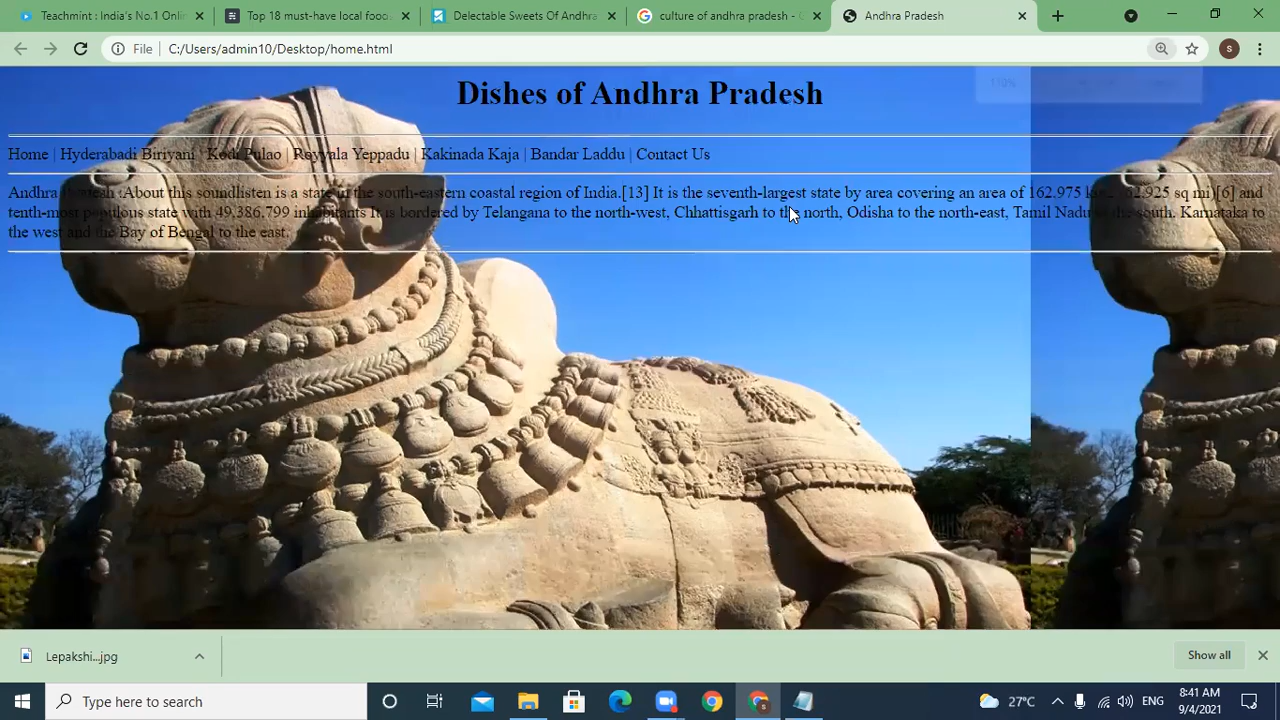 Teachmint : India's No.1 Onlin
Top 18 must-have local food
Delectable Sweets Of Andhra
culture of andhra pradesh -
Andhra Pradesh
File C:/Users/admin10/Desktop/home.html
S
Dishes of Andhra Pradesh
Home | Hyderabadi Biriyani | Kodi Pulao | Royyala Yeppadu | Kakinada Kaja | Bandar Laddu | Contact Us
Andhra :About this soundlisten is a state in the south-eastern coastal region of India.[13] It is the seventh-largest state by area covering an area of 162,975 sq mi)[6] and
tenth-most populous state with 49,386,799 inhabitants It is bordered by Telangana to the north-west, Chhattisgarh to the north, Odisha to the north-east, Tamil Nadu to the south, Karnataka to
the west and the Bay of Bengal to the east.
Lepakshi....jpg
Show all
Type here to search
S
27°C
ENG
8:41 AM
9/4/2021